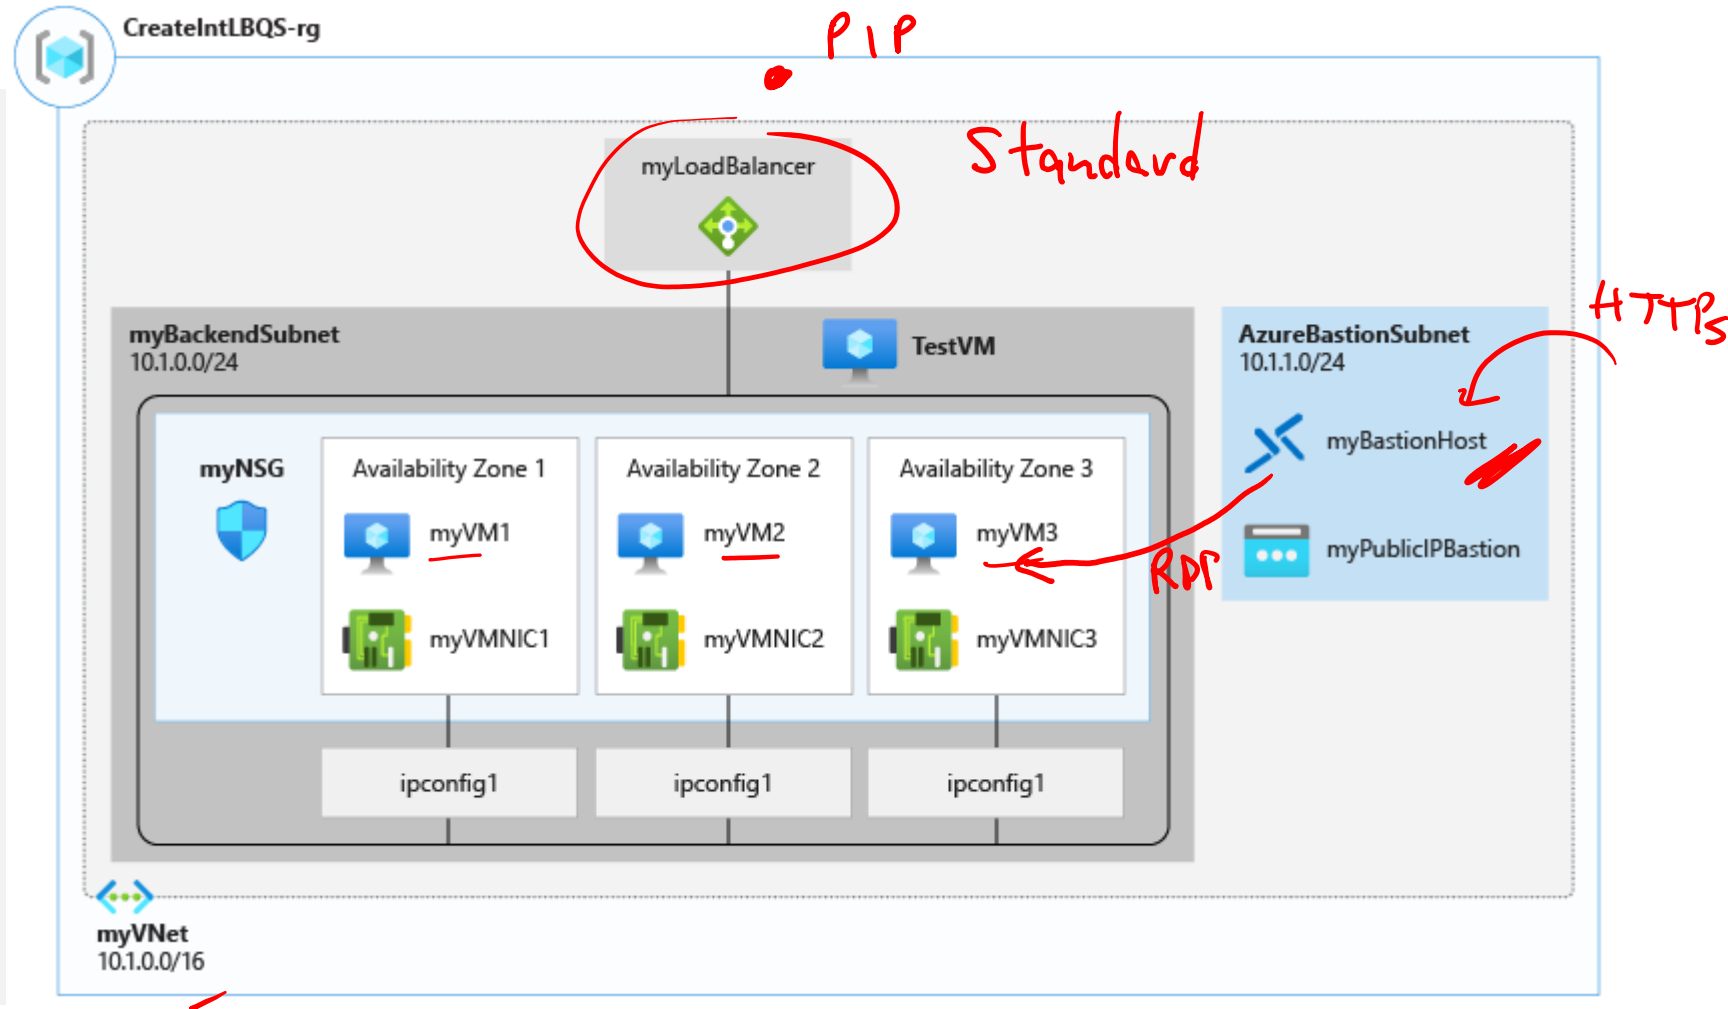 CreateIntLBQS-rg
PIP
Standard
myLoadBalancer
HTTPs
myBackendSubnet
10.1.0.0/24
TestVM
AzureBastionSubnet
10.1.1.0/24
myBastionHost
myPublicIPBastion
RDP
myNSG
Availability Zone 1
myVM1
myVMNIC1
Availability Zone 2
myVM2
myVMNIC2
Availability Zone 3
myVM3
myVMNIC3
ipconfig1
ipconfig1
ipconfig1
myVNet
10.1.0.0/16